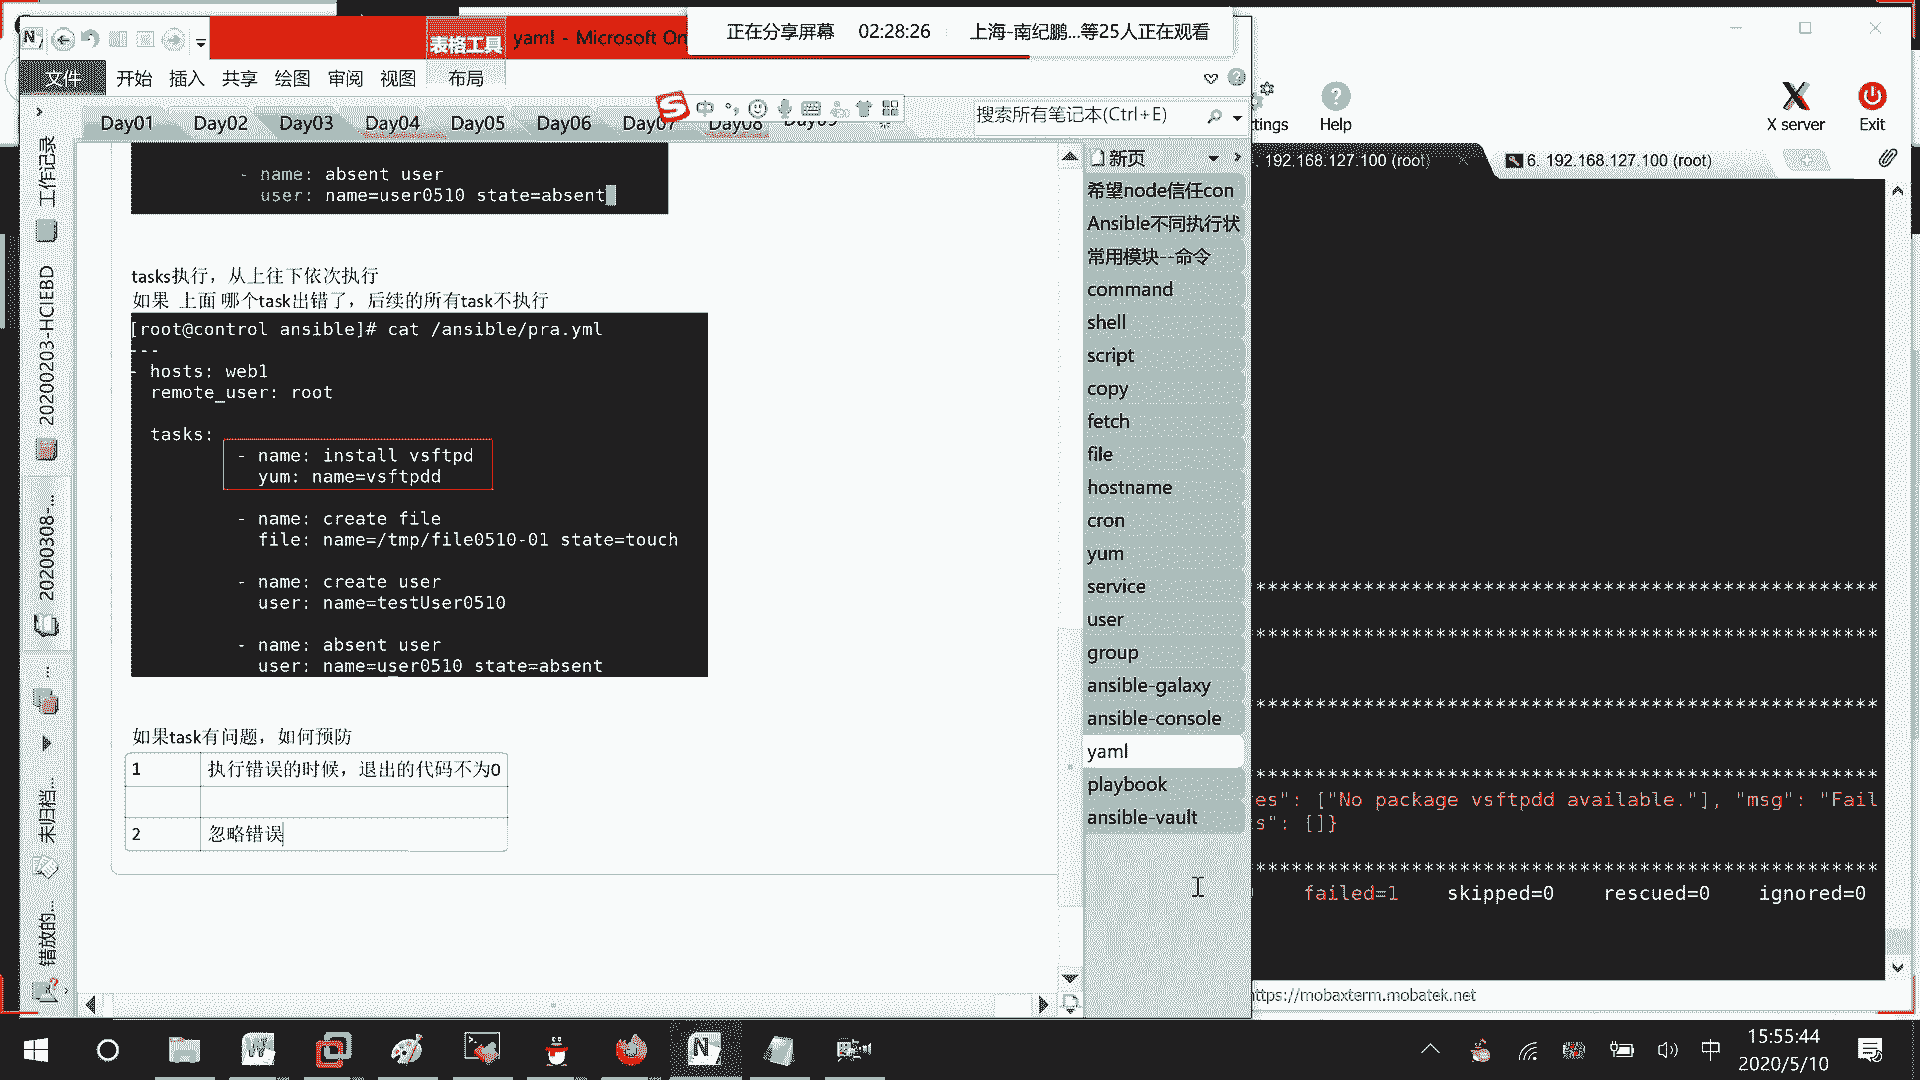 正在分享屏幕 02:28:26 上海-南纪鹏...等25人正在观看
表格工具 yaml - Microsoft On
文件 开始 插入 共享 绘图 审阅 视图 布局
Day01 Day02 Day03 Day04 Day05 Day06 Day07 Day08 Day09
搜索所有笔记本(Ctrl+E)
tings Help X server Exit
. 192.168.127.100 (root) 6. 192.168.127.100 (root)
工作记录
20200203-HCIEBD
20200308-...
...
未归档...
错放的...
- name: absent user
user: name=user0510 state=absent
tasks执行，从上往下依次执行
如果 上面 哪个task出错了，后续的所有task不执行
[root@control ansible]# cat /ansible/pra.yml
---
- hosts: web1
remote_user: root
tasks:
- name: install vsftpd
yum: name=vsftpdd
- name: create file
file: name=/tmp/file0510-01 state=touch
- name: create user
user: name=testUser0510
- name: absent user
user: name=user0510 state=absent
如果task有问题，如何预防
1 执行错误的时候，退出的代码不为0
2 忽略错误
新页
希望node信任con
Ansible不同执行状
常用模块--命令
command
shell
script
copy
fetch
file
hostname
cron
yum
service
user
group
ansible-galaxy
ansible-console
yaml
playbook
ansible-vault
************************************************
************************************************
************************************************
************************************************
es": ["No package vsftpdd available."], "msg": "Fail
s": []}
************************************************
failed=1 skipped=0 rescued=0 ignored=0
ttps://mobaxterm.mobatek.net
中
15:55:44
2020/5/10